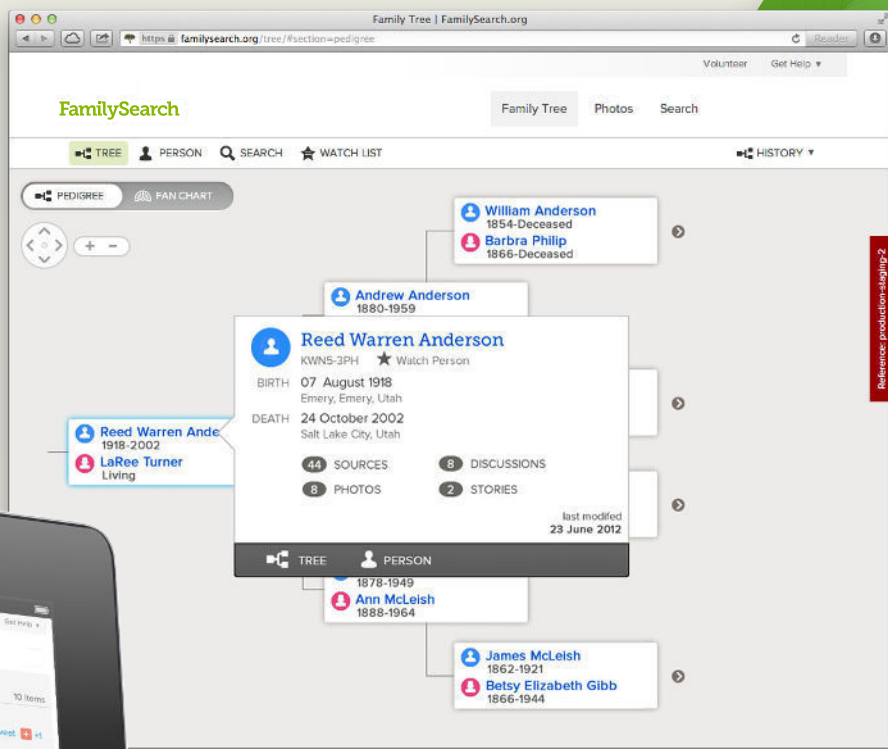 Family Tree | FamilySearch.org
https familysearch.org/tree/#section=pedigree
Reader
Volunteer Get Help
FamilySearch
Family Tree Photos Search
TREE PERSON SEARCH WATCH LIST HISTORY
PEDIGREE FAN CHART
William Anderson
1854-Deceased
Barbra Philip
1866-Deceased
Andrew Anderson
1880-1959
Reed Warren Anderson
KWNS-3PH Watch Person
BIRTH 07 August 1918
Emery, Emery, Utah
DEATH 24 October 2002
Salt Lake City, Utah
44 SOURCES 8 DISCUSSIONS
8 PHOTOS 2 STORIES
last modifed
23 June 2012
TREE PERSON
Reed Warren Ande
1918-2002
LaRee Turner
Living
1878-1949
Ann McLeish
1888-1964
James McLeish
1862-1921
Betsy Elizabeth Gibb
1866-1944
Reference: production-staging-2
Get Help
10 Items
+1